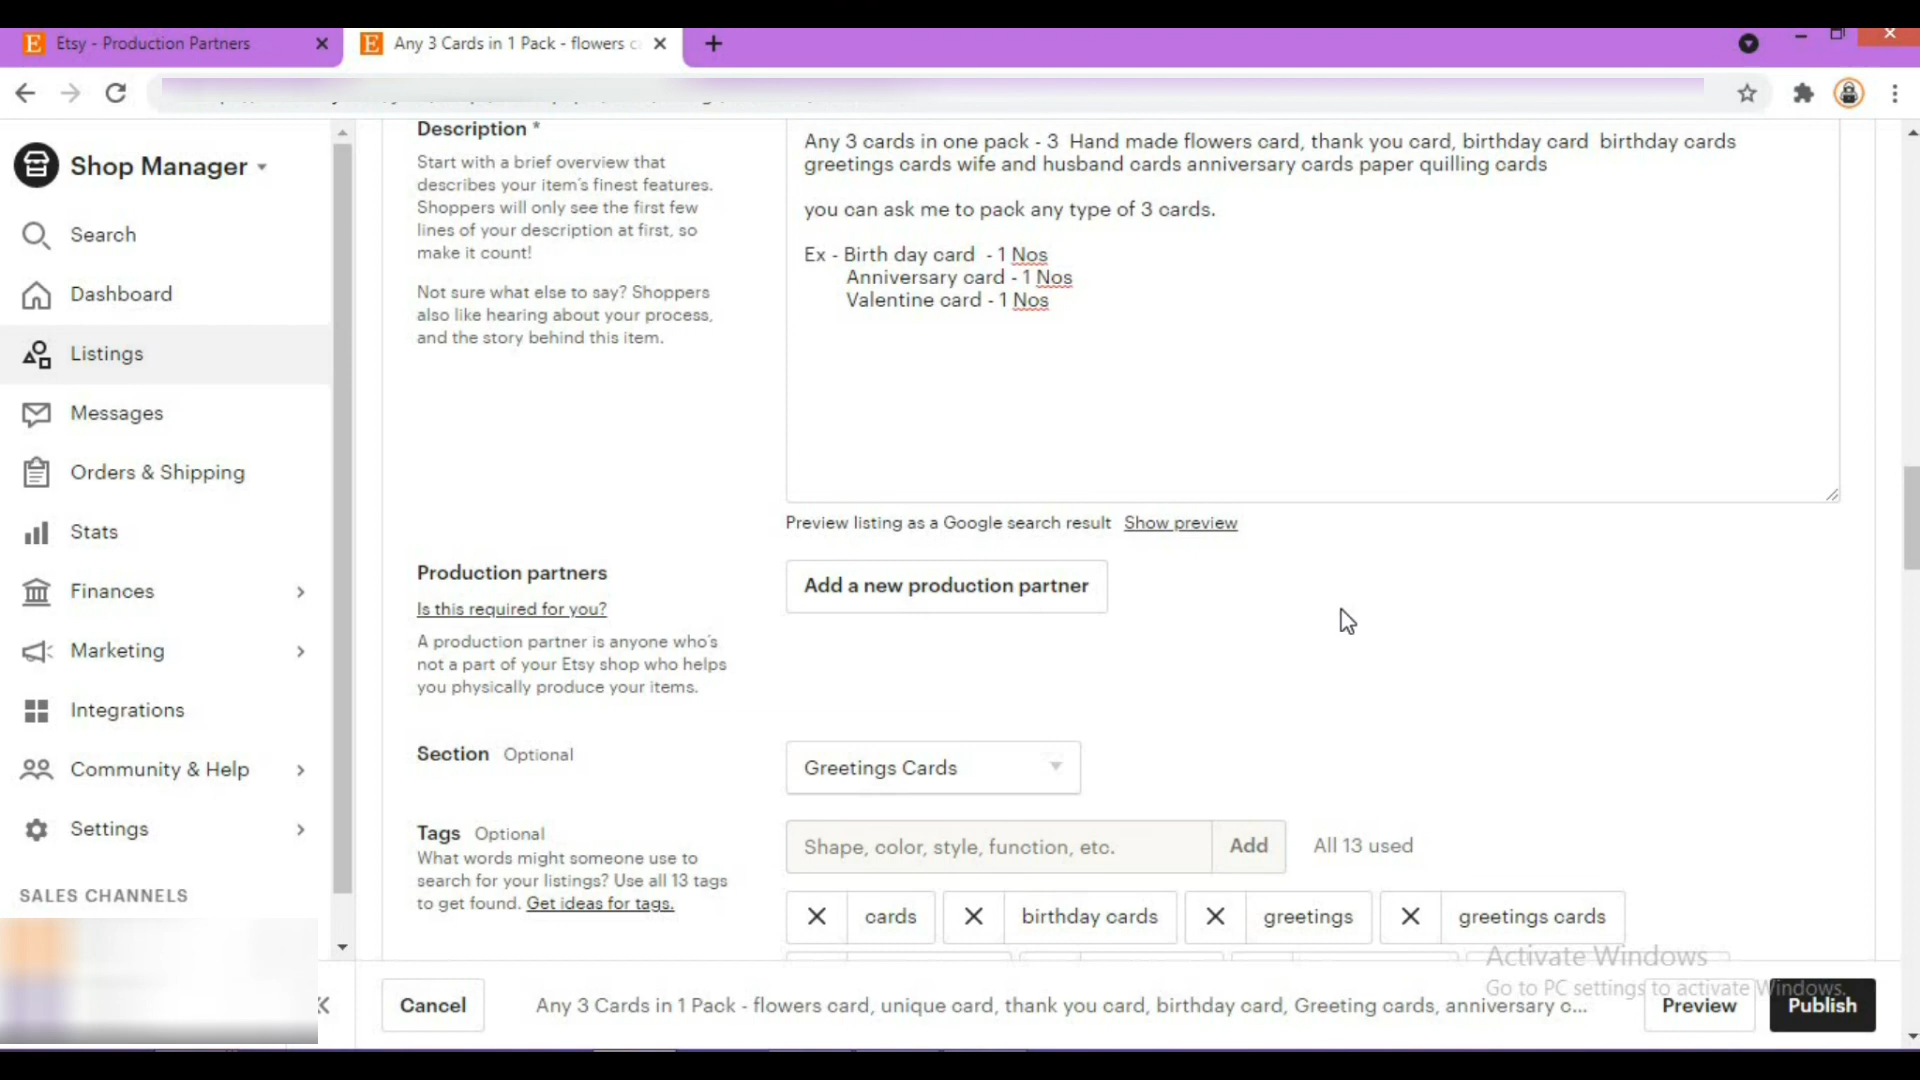 Etsy - Production Partners
Any 3 Cards in 1 Pack - flowers c
Shop Manager
Search
Dashboard
Listings
Messages
Orders & Shipping
Stats
Finances
Marketing
Integrations
Community & Help
Settings
SALES CHANNELS
Description *
Start with a brief overview that
describes your item's finest features.
Shoppers will only see the first few
lines of your description at first, so
make it count!
Not sure what else to say? Shoppers
also like hearing about your process,
and the story behind this item.
Any 3 cards in one pack - 3 Hand made flowers card, thank you card, birthday card birthday cards
greetings cards wife and husband cards anniversary cards paper quilling cards
you can ask me to pack any type of 3 cards.
Ex - Birth day card - 1 Nos
Anniversary card - 1 Nos
Valentine card - 1 Nos
Preview listing as a Google search result Show preview
Production partners
Is this required for you?
A production partner is anyone who's
not a part of your Etsy shop who helps
you physically produce your items.
Add a new production partner
Section Optional
Greetings Cards
Tags Optional
What words might someone use to
search for your listings? Use all 13 tags
to get found. Get ideas for tags.
Shape, color, style, function, etc. Add All 13 used
cards birthday cards greetings greetings cards
Activate Windows
Go to PC settings to activate Windows.
Cancel Any 3 Cards in 1 Pack - flowers card, unique card, thank you card, birthday card, Greeting cards, anniversary c... Preview Publish